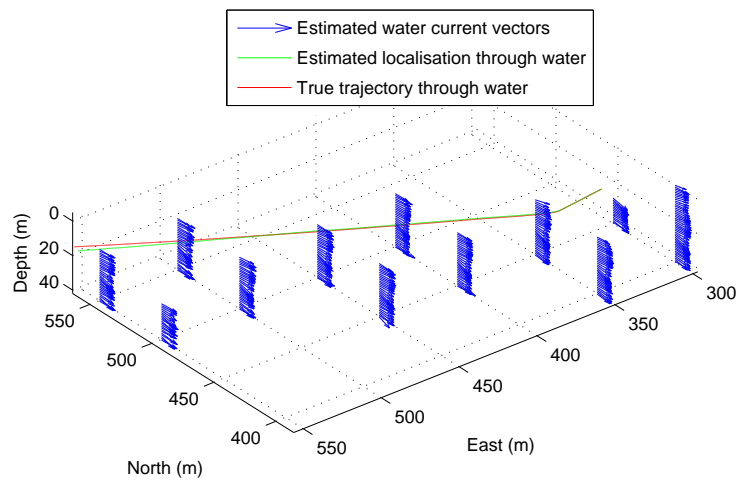 Estimated water current vectors
Estimated localisation through water
True trajectory through water
Depth (m)
0
20
40
550
500
450
400
North (m)
550
500
450
400
350
300
East (m)